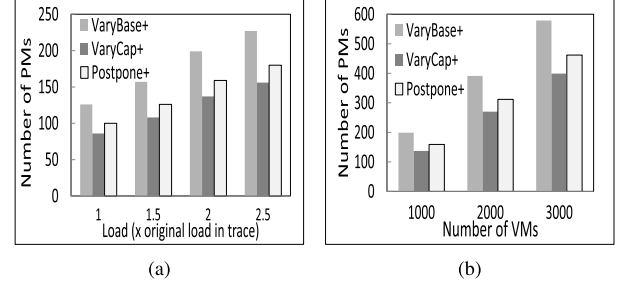 250
200
150
100
50
0
Number of PMs
VaryBase+
VaryCap+
Postpone+
1 1.5 2 2.5
Load (x original load in trace)
(a)
600
500
400
300
200
100
0
Number of PMs
VaryBase+
VaryCap+
Postpone+
1000 2000 3000
Number of VMs
(b)